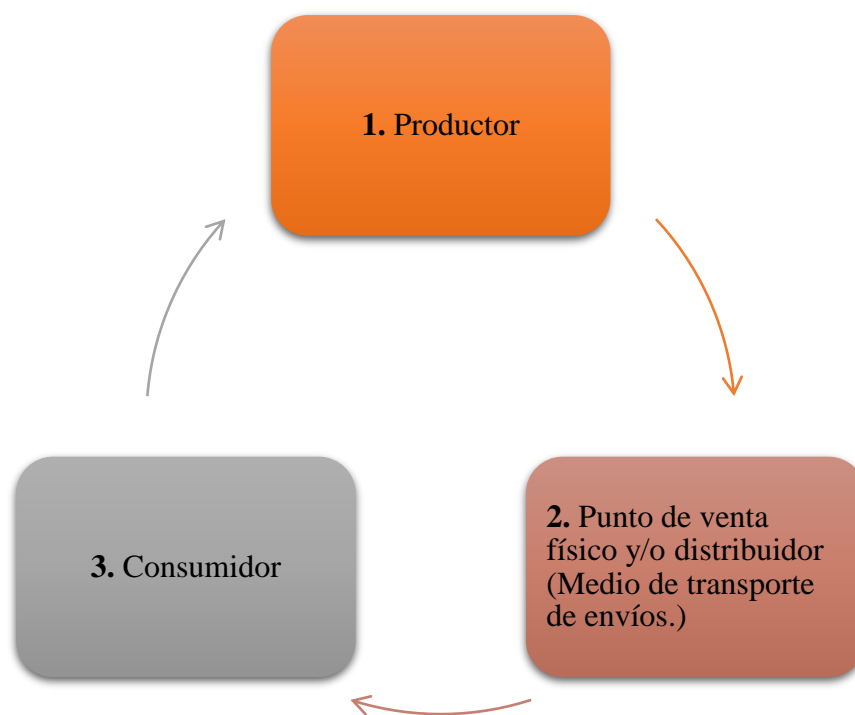 1. Productor
2. Punto de venta
físico y/o distribuidor
(Medio de transporte
de envíos.)
3. Consumidor